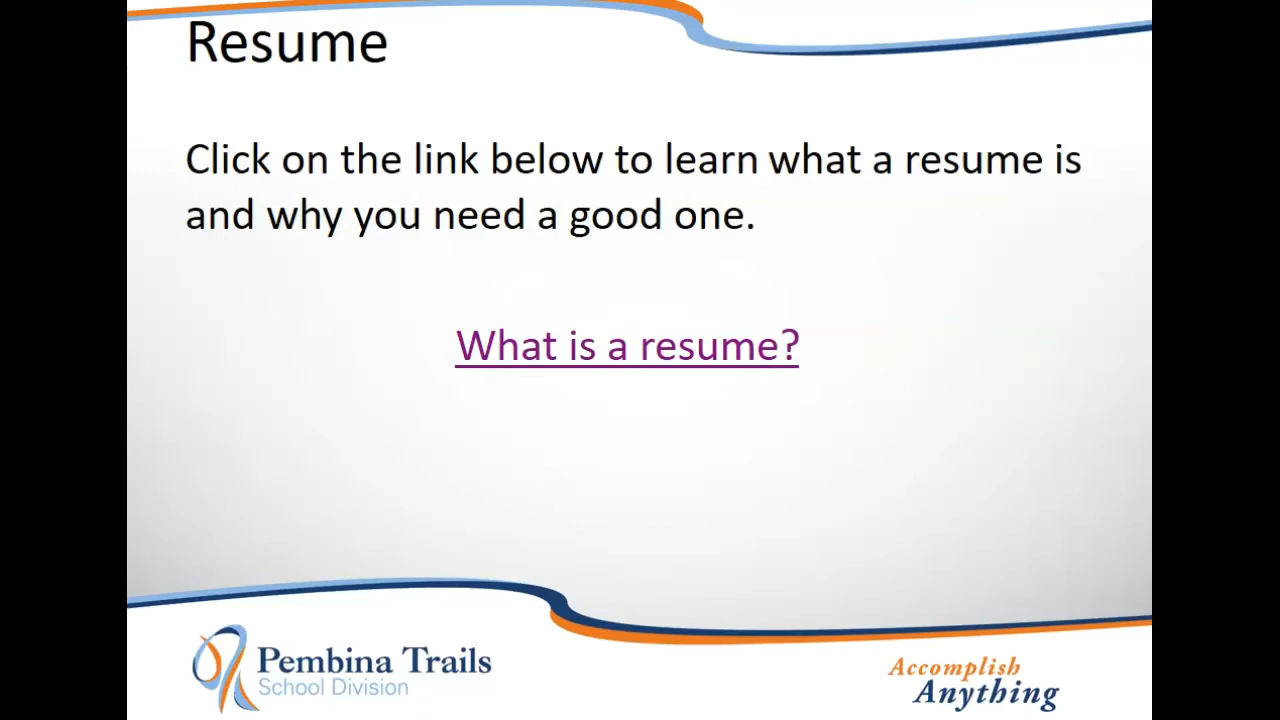 Resume
Click on the link below to learn what a resume is
and why you need a good one.
What is a resume?
Pembina Trails
School Division
Accomplish
Anything